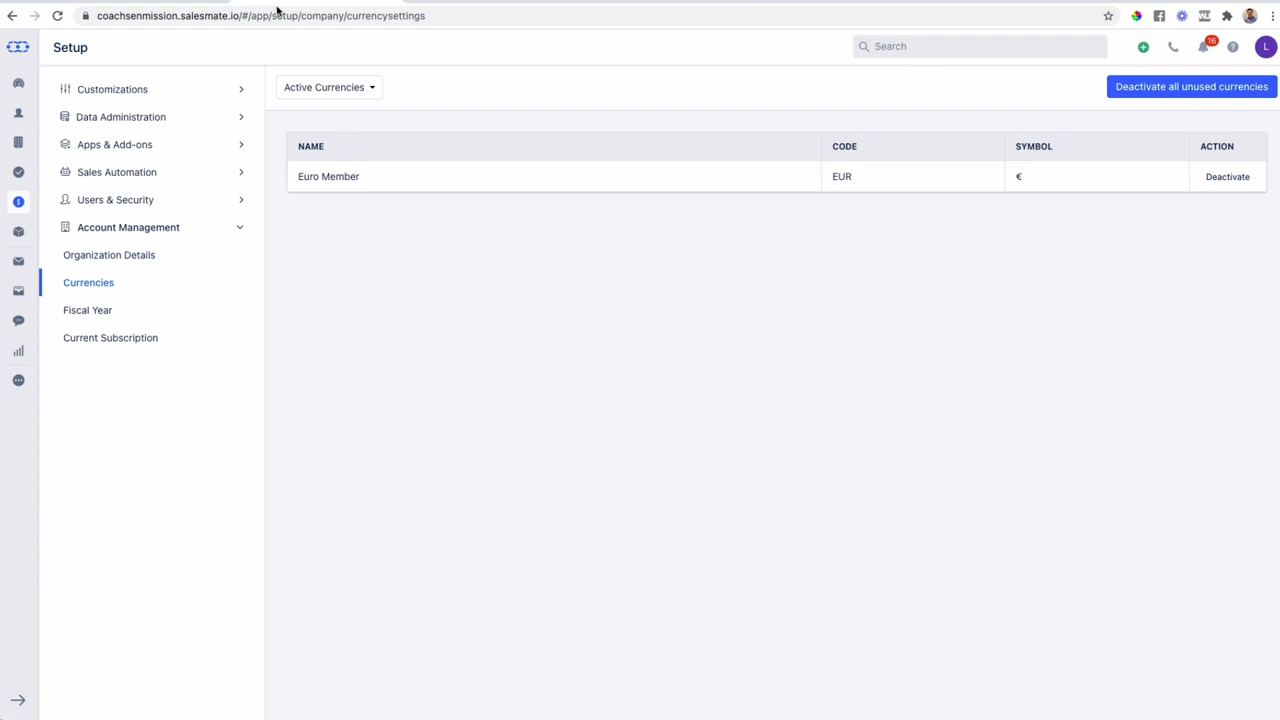 coachsenmission.salesmate.io/#/app/setup/company/currencysettings
Setup
Search
16
L
Customizations
Data Administration
Apps & Add-ons
Sales Automation
Users & Security
Account Management
Organization Details
Currencies
Fiscal Year
Current Subscription
Active Currencies
Deactivate all unused currencies
NAME CODE SYMBOL ACTION
Euro Member EUR € Deactivate